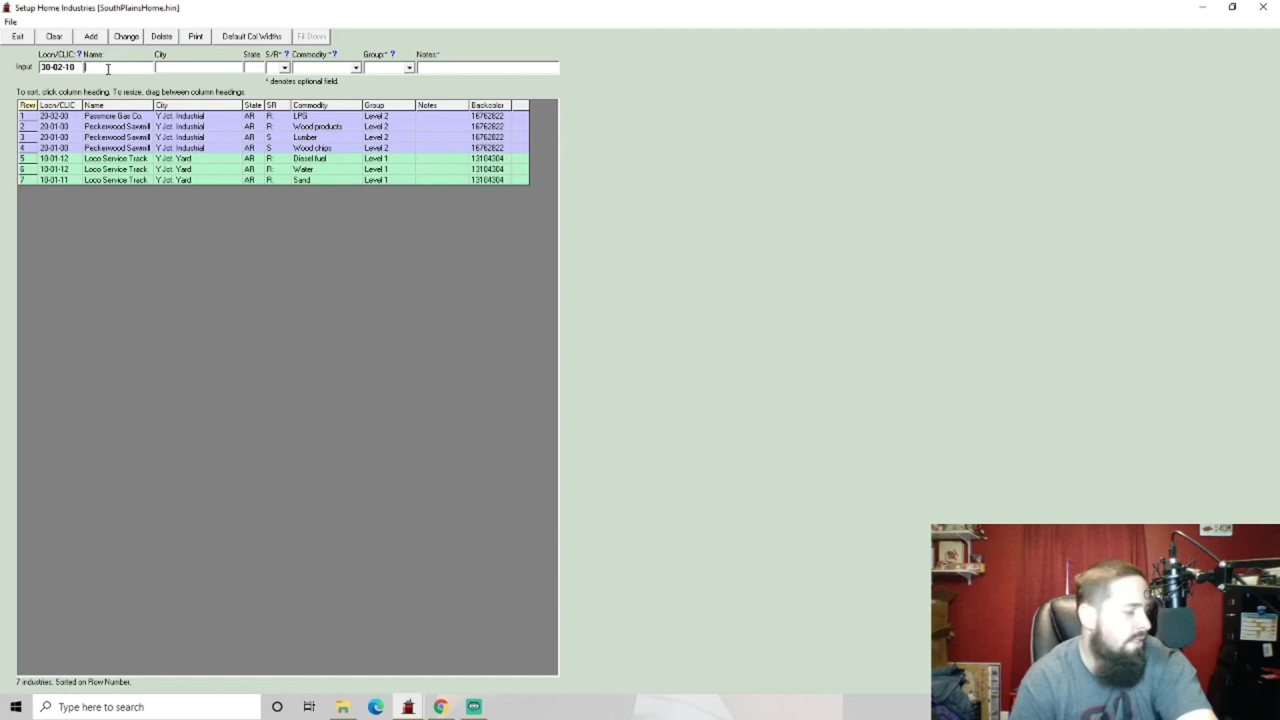 Setup Home Industries [SouthPlainsHome.hin]
File
Exit Clear Add Change Delete Print Default Col Widths Fill Down
Locn/CLIC: ? Name: City State S/R* ? Commodity:*? Group:* ? Notes:*
Input 30-02-10
* denotes optional field.
To sort, click column heading. To resize, drag between column headings.
Row Locn/CLIC Name City State SR Commodity Group Notes Backcolor
1 20-02-00 Passmore Gas Co. Y Jct. Industrial AR R: LPG Level 2 16762822
2 20-01-00 Peckerwood Sawmill Y Jct. Industrial AR R: Wood products Level 2 16762822
3 20-01-00 Peckerwood Sawmill Y Jct. Industrial AR S Lumber Level 2 16762822
4 20-01-00 Peckerwood Sawmill Y Jct. Industrial AR S Wood chips Level 2 16762822
5 10-01-12 Loco Service Track Y Jct. Yard AR R: Diesel fuel Level 1 13104304
6 10-01-12 Loco Service Track Y Jct. Yard AR R: Water Level 1 13104304
7 10-01-11 Loco Service Track Y Jct. Yard AR R: Sand Level 1 13104304
7 industries. Sorted on Row Number.
Type here to search